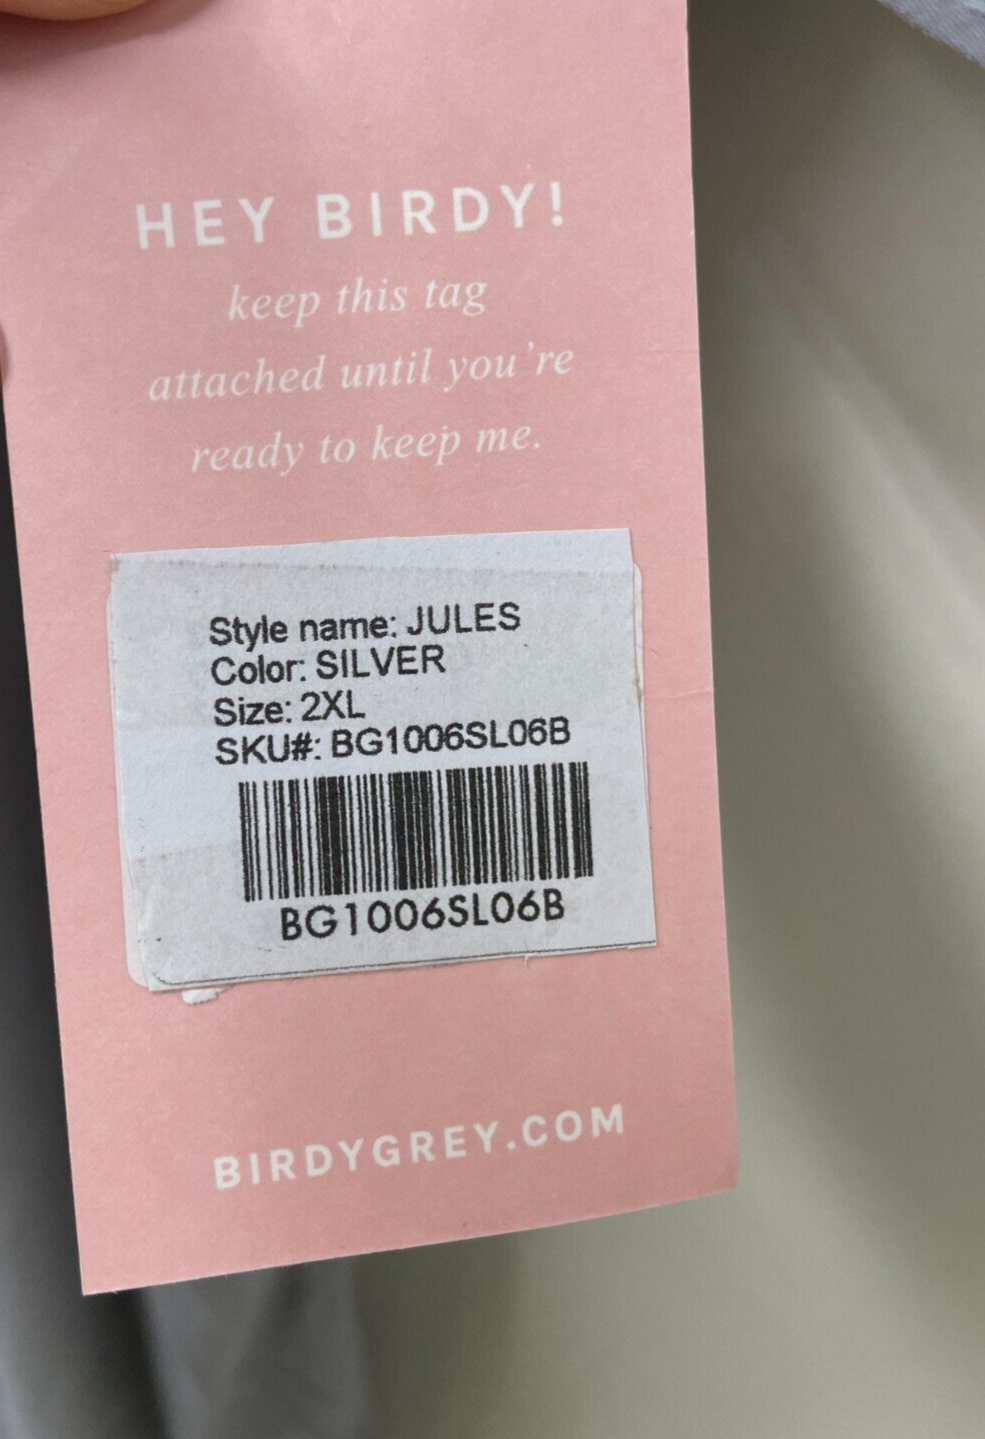 HEY BIRDY!
keep this tag
attached until you're
ready to keep me.
Style name: JULES
Color: SILVER
Size: 2XL
SKU#: BG1006SL06B
BG1006SL06B
BIRDYGREY.COM